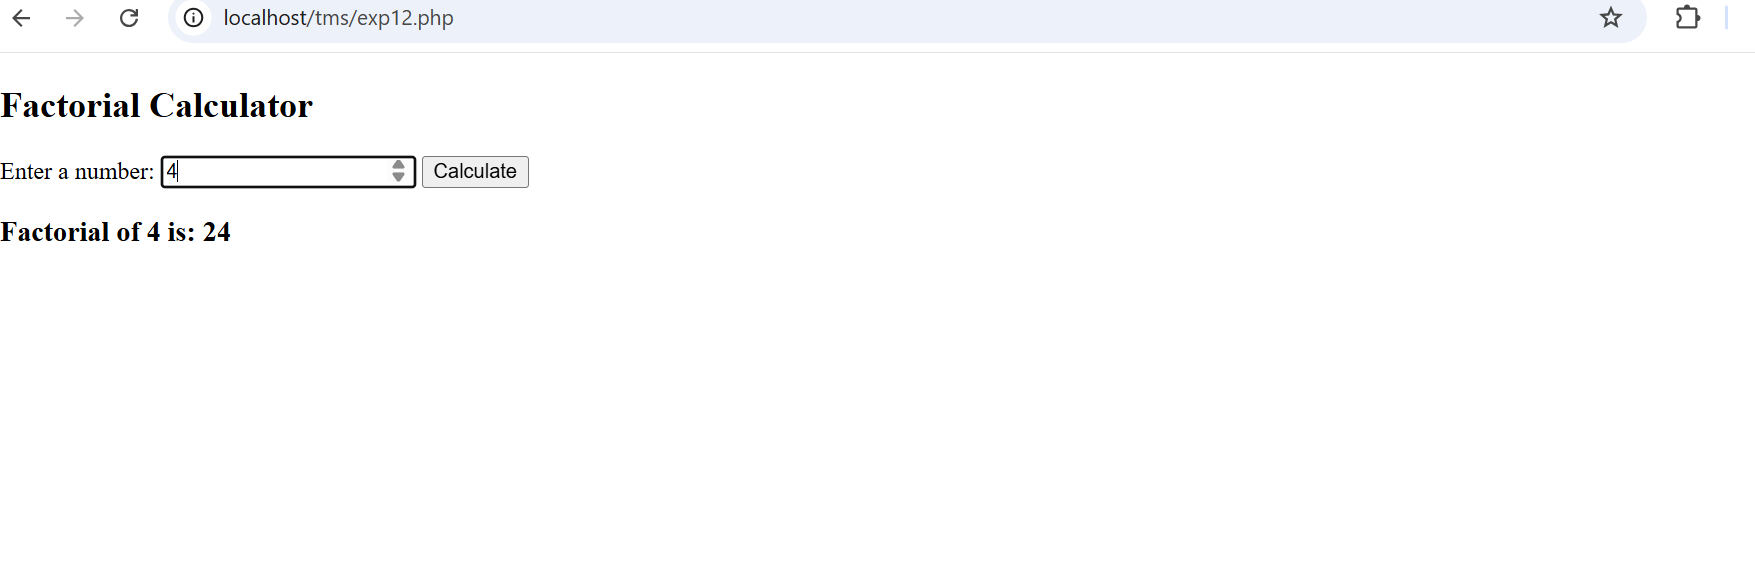 localhost/tms/exp12.php
Factorial Calculator
Enter a number: 4 Calculate
Factorial of 4 is: 24